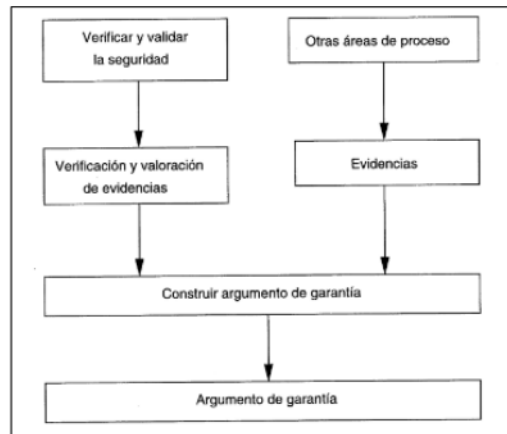 Verificar y validar
la seguridad
Otras áreas de proceso
Verificación y valoración
de evidencias
Evidencias
Construir argumento de garantía
Argumento de garantía